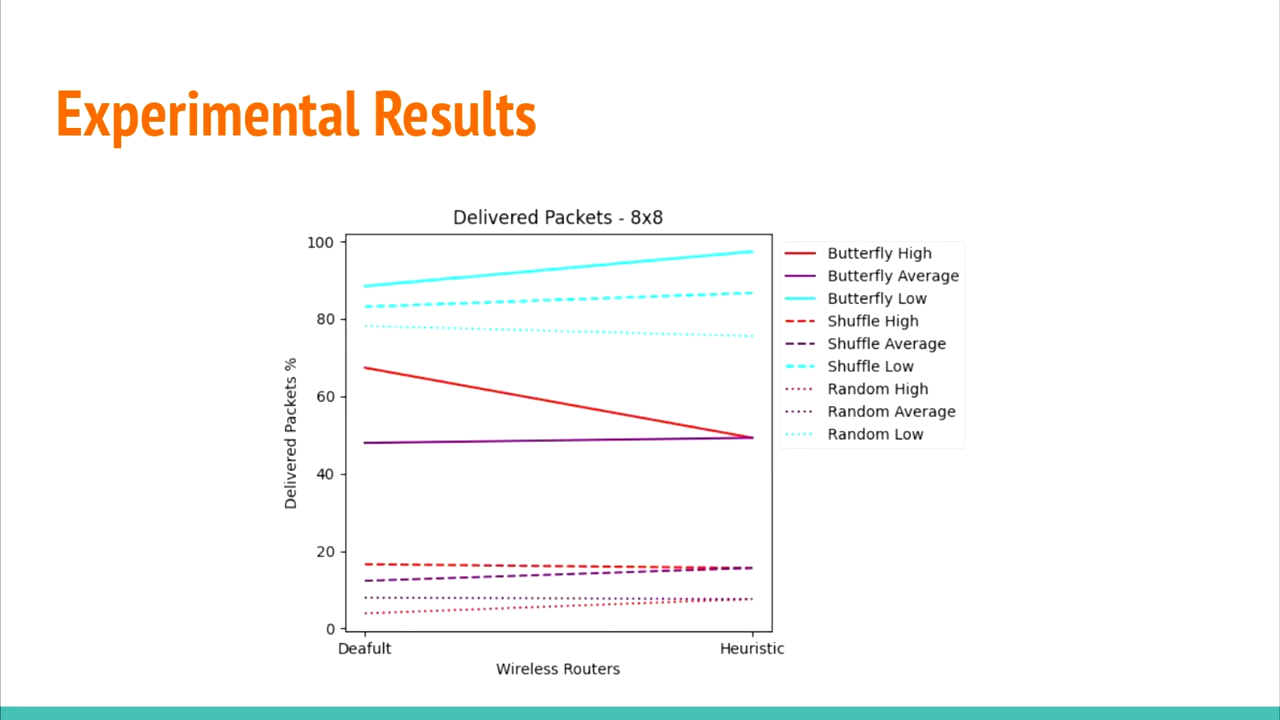 Experimental Results
Delivered Packets - 8x8
100
80
60
40
20
0
Delivered Packets %
Deafult
Heuristic
Wireless Routers
Butterfly High
Butterfly Average
Butterfly Low
Shuffle High
Shuffle Average
Shuffle Low
Random High
Random Average
Random Low